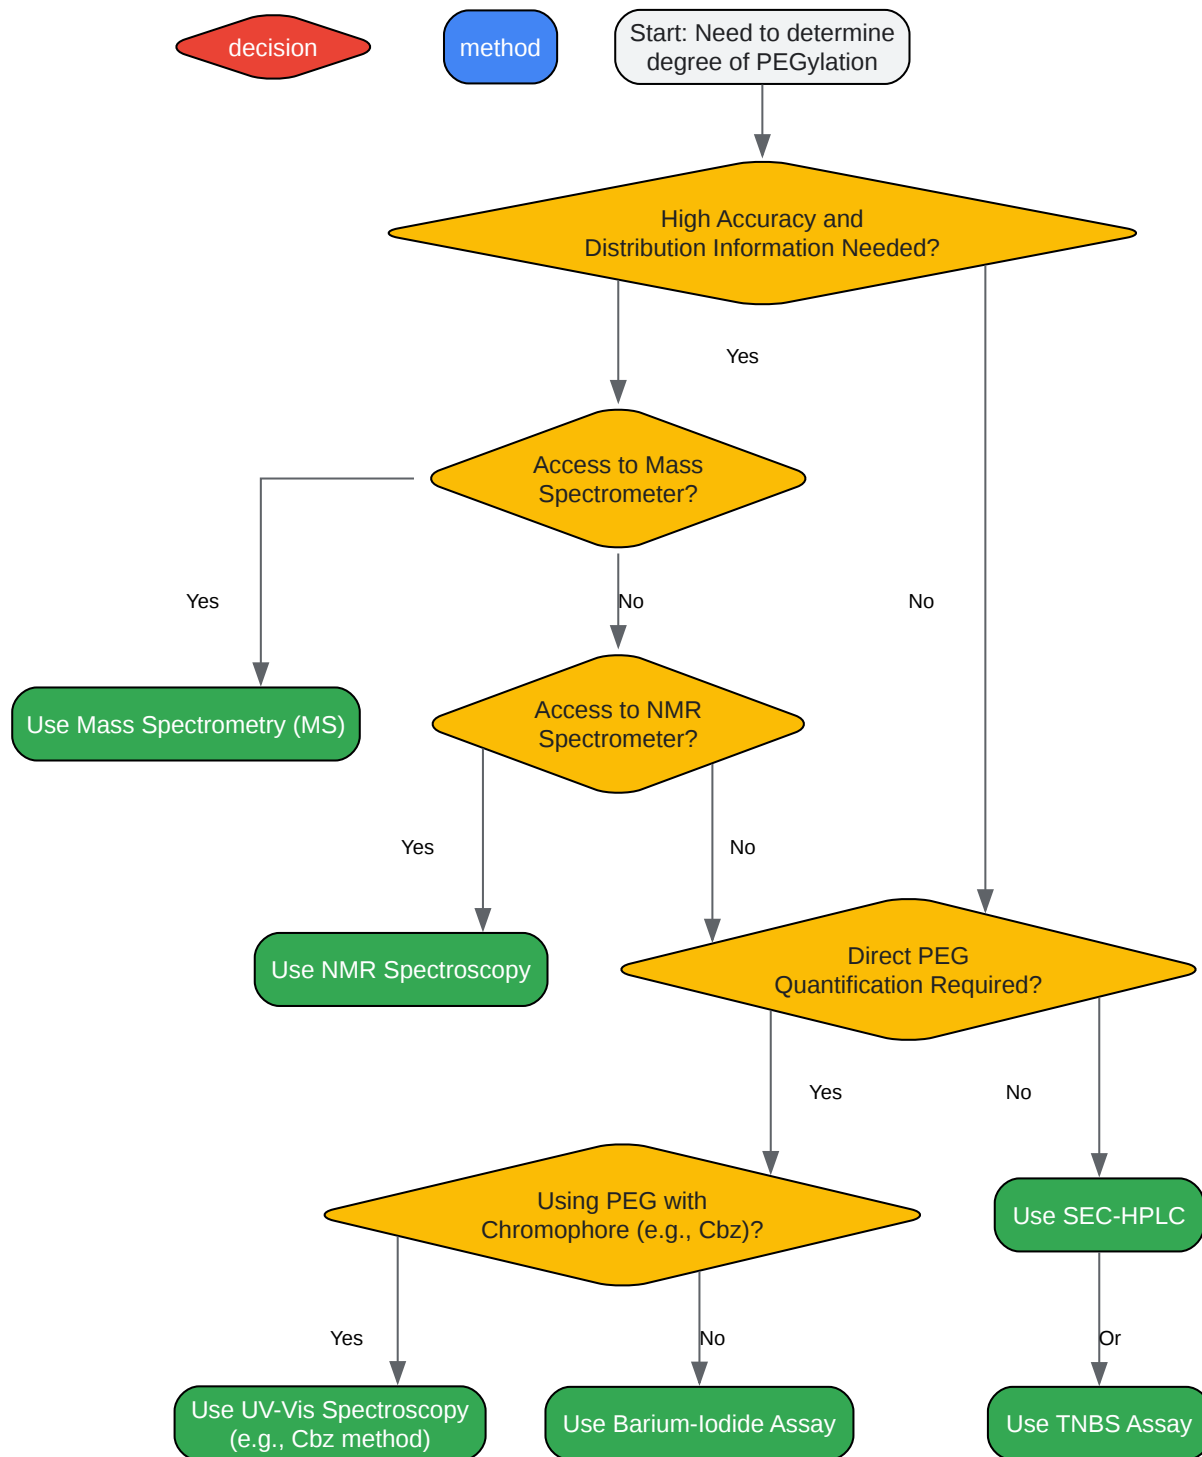 decision
method
Start: Need to determine
degree of PEGylation
High Accuracy and
Distribution Information Needed?
Yes
Access to Mass
Spectrometer?
Yes
No
No
Use Mass Spectrometry (MS)
Access to NMR
Spectrometer?
Yes
No
Use NMR Spectroscopy
Direct PEG
Quantification Required?
Yes
No
Using PEG with
Chromophore (e.g., Cbz)?
Use SEC-HPLC
Yes
No
Or
Use UV-Vis Spectroscopy
(e.g., Cbz method)
Use Barium-Iodide Assay
Use TNBS Assay